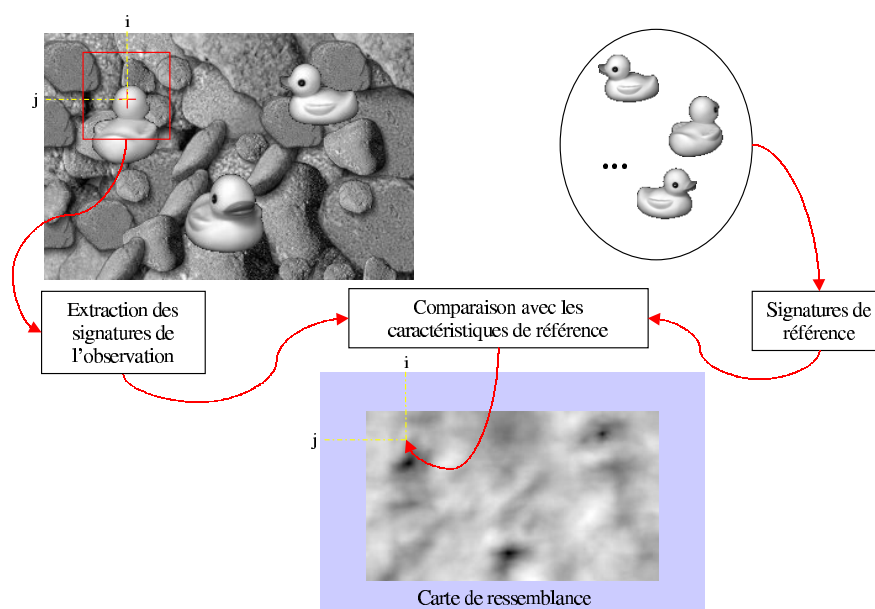 i
j
...
Extraction des
signatures de
l'observation
Comparaison avec les
caractéristiques de référence
Signatures de
référence
i
j
Carte de ressemblance